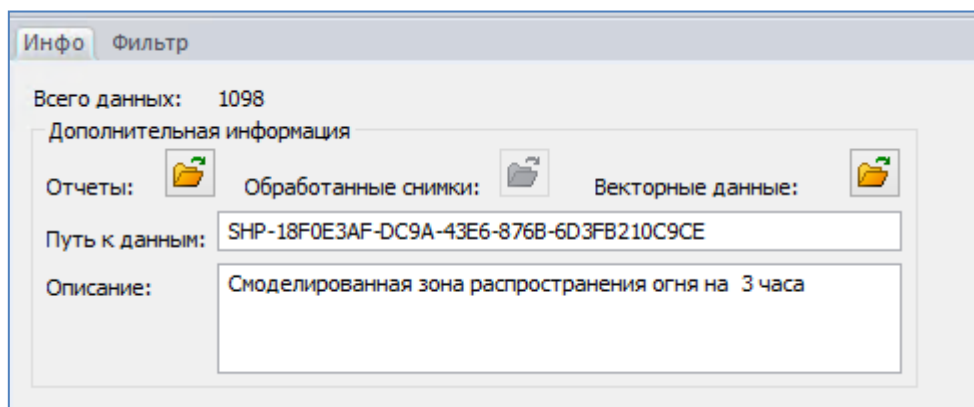 Инфо Фильтр
Всего данных: 1098
Дополнительная информация
Отчеты: Обработанные снимки: Векторные данные:
Путь к данным: SHP-18F0E3AF-DC9A-43E6-876B-6D3FB210C9CE
Описание: Смоделированная зона распространения огня на  3 часа